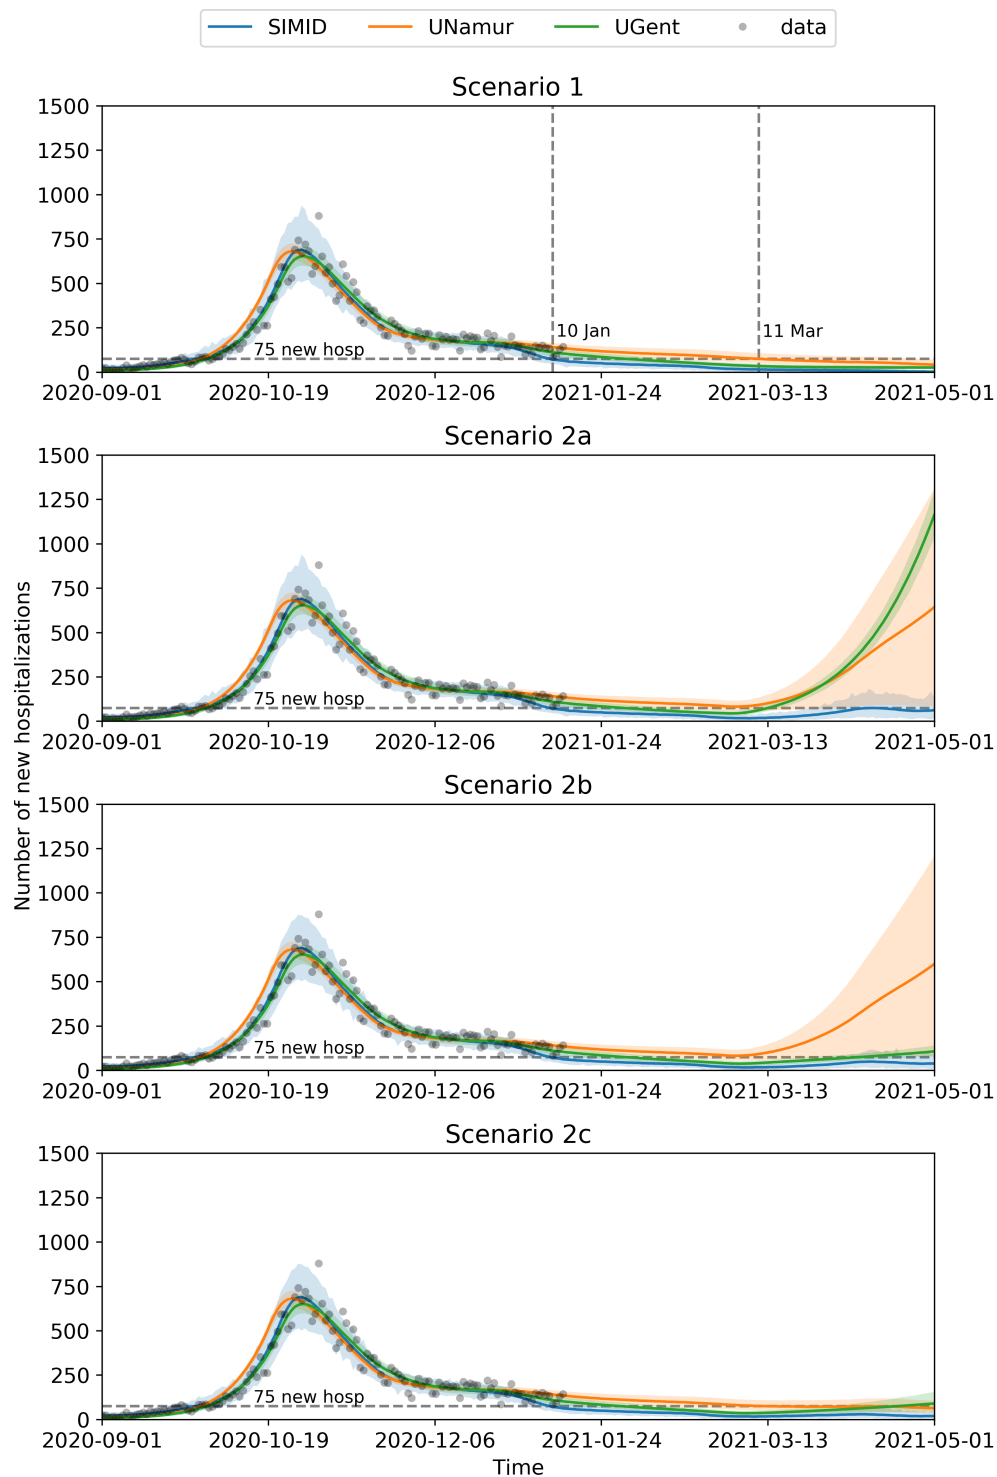 SIMID UNamur UGent data
Scenario 1
1500
1250
1000
750
500
250
0
10 Jan
11 Mar
75 new hosp
2020-09-01 2020-10-19 2020-12-06 2021-01-24 2021-03-13 2021-05-01
Scenario 2a
1500
1250
1000
750
500
250
0
75 new hosp
2020-09-01 2020-10-19 2020-12-06 2021-01-24 2021-03-13 2021-05-01
Number of new hospitalizations
Scenario 2b
1500
1250
1000
750
500
250
0
75 new hosp
2020-09-01 2020-10-19 2020-12-06 2021-01-24 2021-03-13 2021-05-01
Scenario 2c
1500
1250
1000
750
500
250
0
75 new hosp
2020-09-01 2020-10-19 2020-12-06 2021-01-24 2021-03-13 2021-05-01
Time